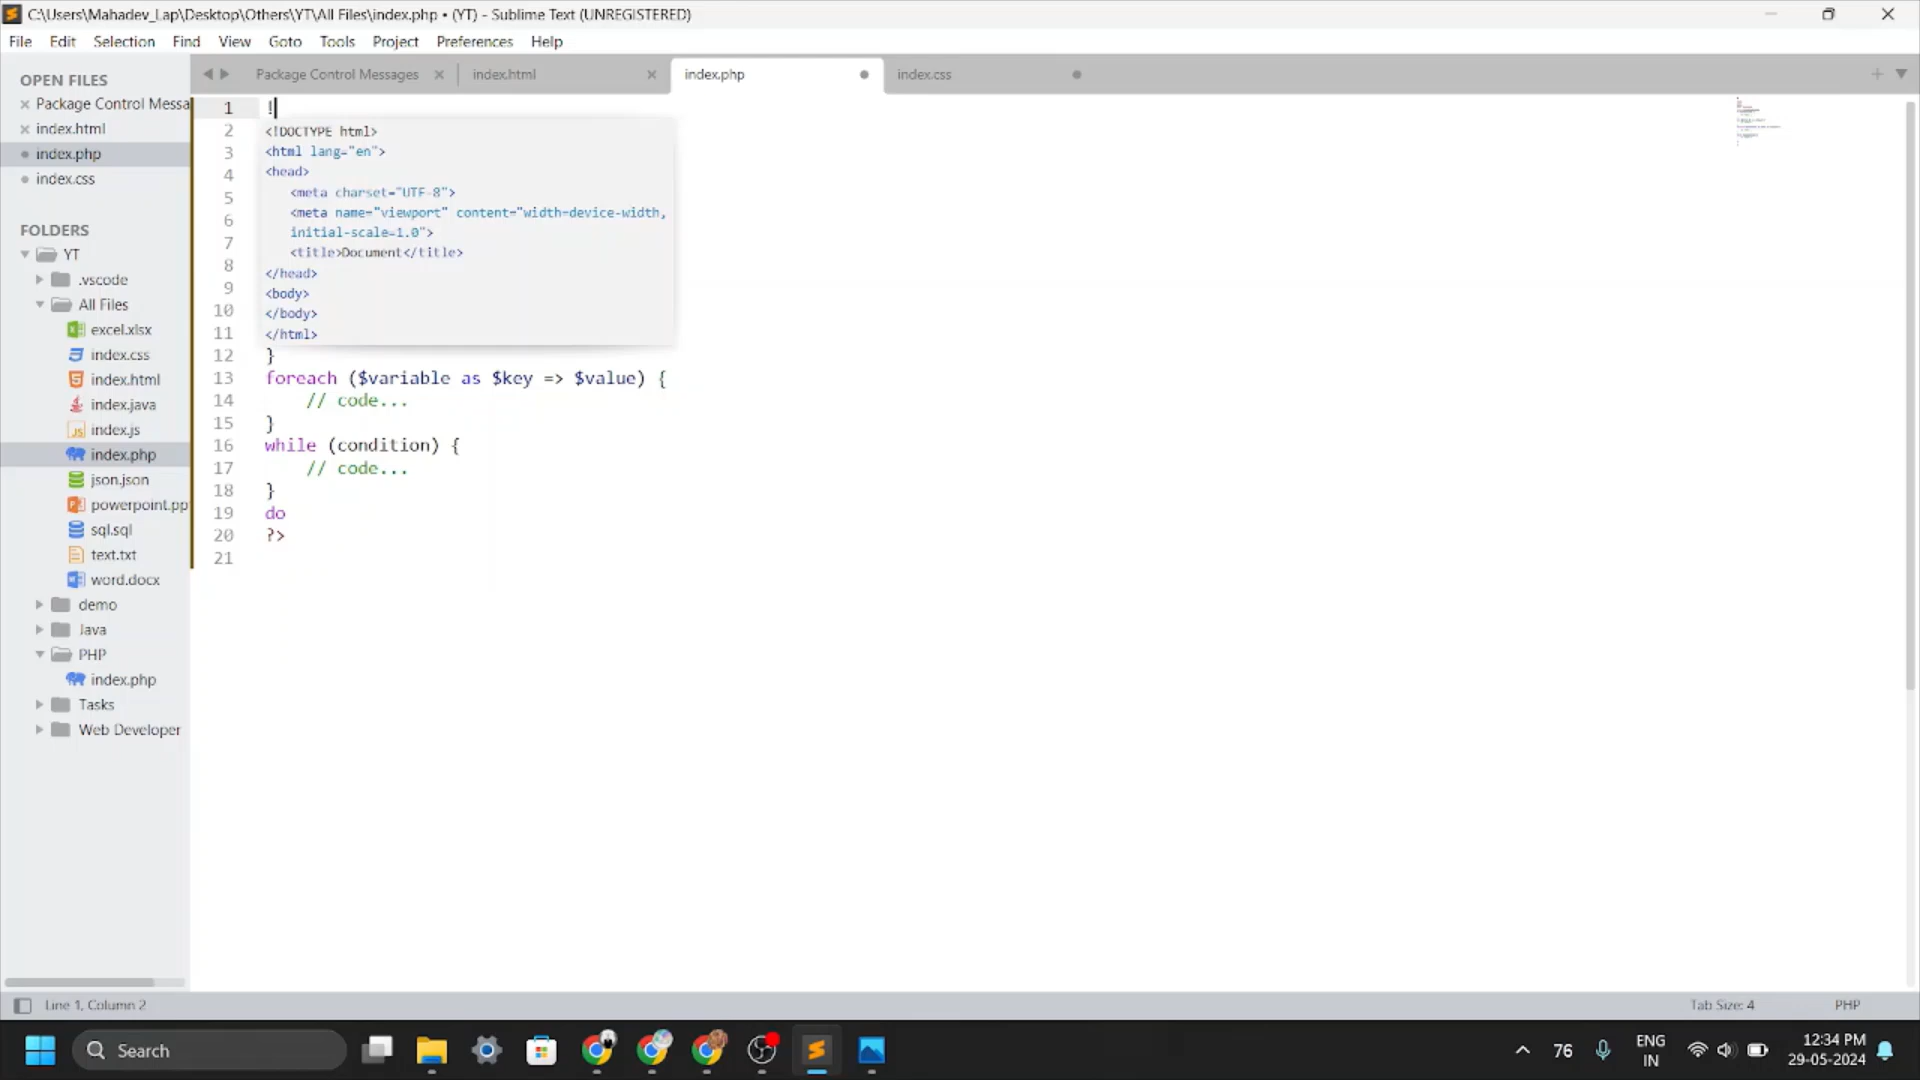 C:\Users\Mahadev_Lap\Desktop\Others\YT\All Files\index.php • (YT) - Sublime Text (UNREGISTERED)
File Edit Selection Find View Goto Tools Project Preferences Help
OPEN FILES
Package Control Messa
index.html
index.php
index.css
FOLDERS
YT
.vscode
All Files
excel.xlsx
index.css
index.html
index.java
index.js
index.php
json.json
powerpoint.pp
sql.sql
text.txt
word.docx
demo
Java
PHP
index.php
Tasks
Web Developer
Package Control Messages index.html index.php index.css
1 !
2
3
4
5
6
7
8
9
10
11
<!DOCTYPE html>
<html lang="en">
<head>
<meta charset="UTF-8">
<meta name="viewport" content="width=device-width,
initial-scale=1.0">
<title>Document</title>
</head>
<body>
</body>
</html>
12 }
13 foreach ($variable as $key => $value) {
14 // code...
15 }
16 while (condition) {
17 // code...
18 }
19 do
20 ?>
21
Line 1, Column 2 Tab Size: 4 PHP
Search
76
ENG
IN
12:34 PM
29-05-2024